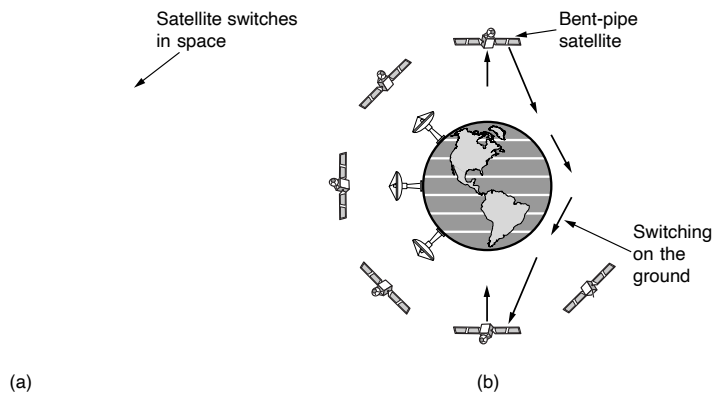 Satellite switches
in space
Bent-pipe
satellite
Switching
on the
ground
(a)
(b)